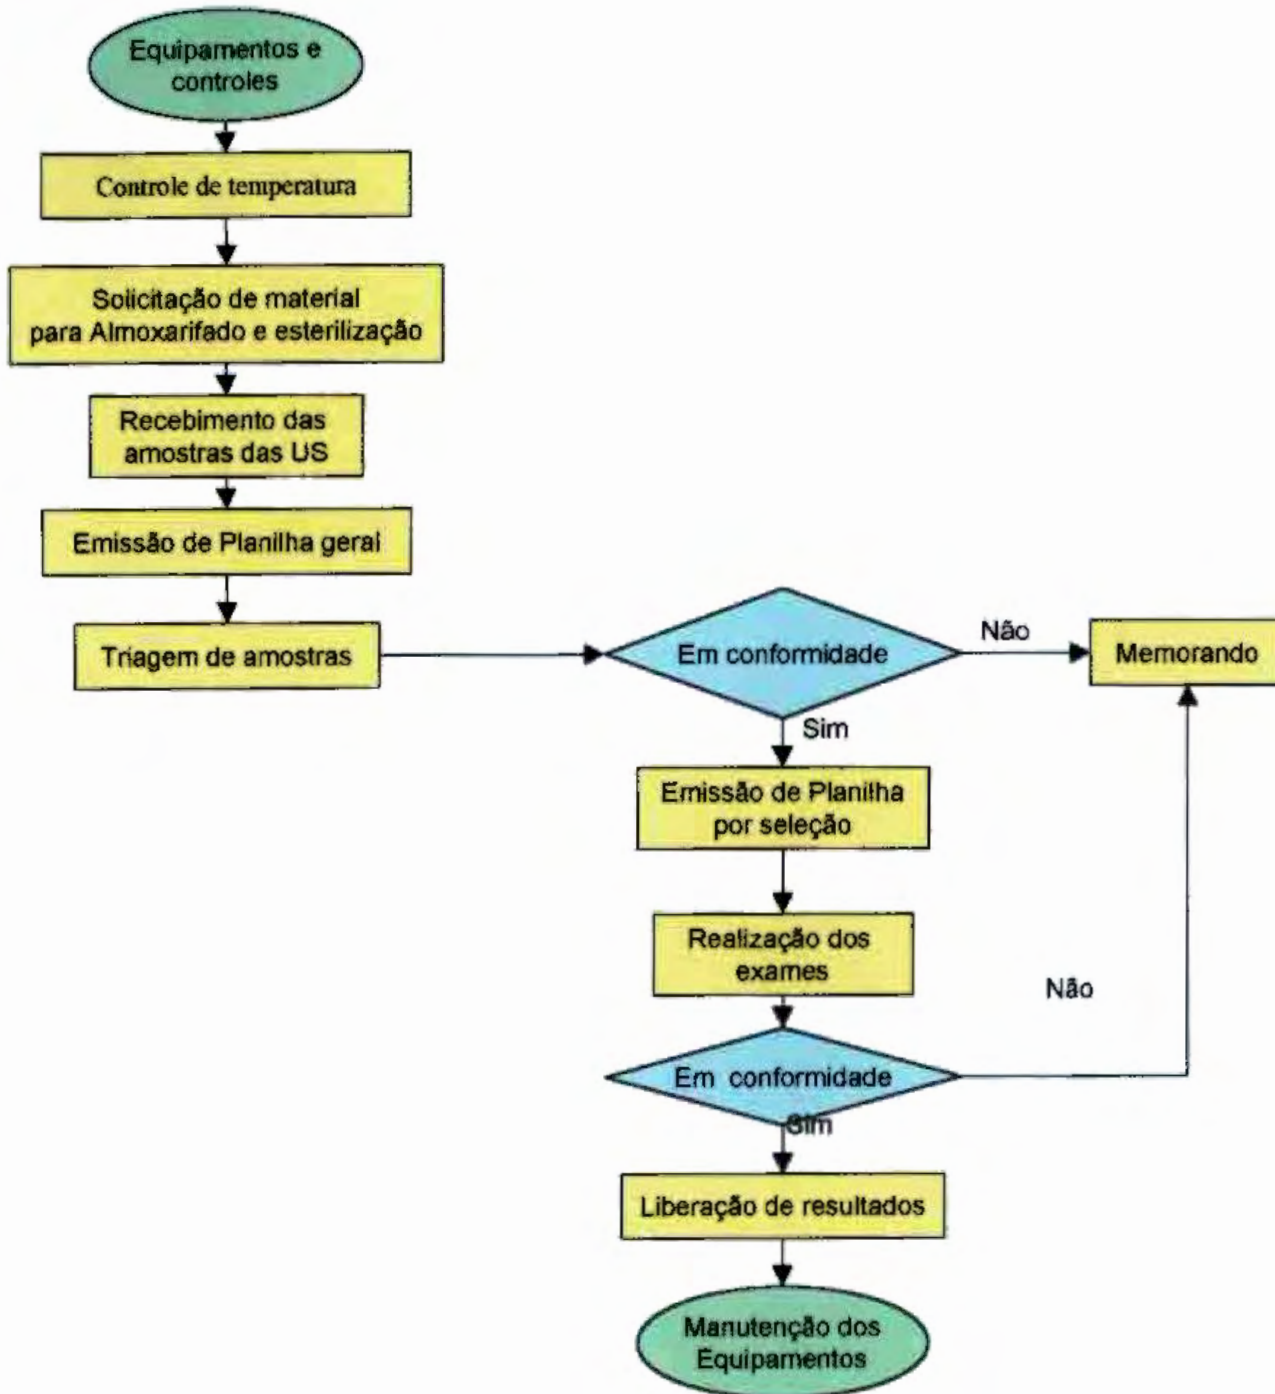 Equipamentos e
controles
Controle de temperatura
Solicitação de material
para Almoxarifado e esterilização
Recebimento das
amostras das US
Emissão de Planilha geral
Triagem de amostras
Em conformidade
Não
Memorando
Sim
Emissão de Planilha
por seleção
Realização dos
exames
Não
Em conformidade
Sim
Liberação de resultados
Manutenção dos
Equipamentos